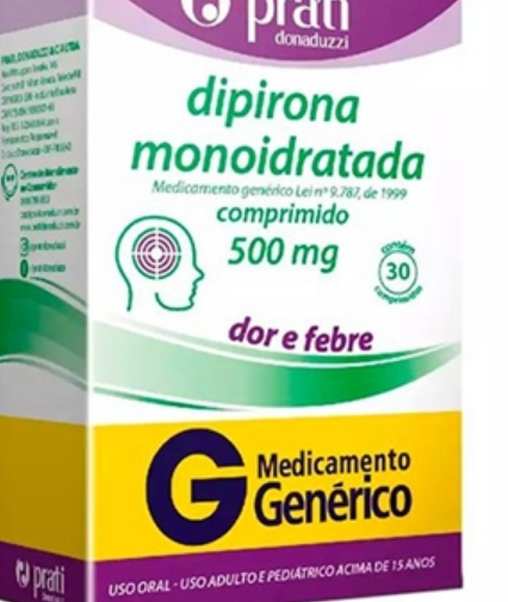 prati
donaduzzi
dipirona
monoidratada
Medicamento genérico Lei nº 9.787, de 1999
comprimido
500 mg
contém
30
comprimidos
dor e febre
G Medicamento
Genérico
USO ORAL - USO ADULTO E PEDIÁTRICO ACIMA DE 15 ANOS
prati
donaduzzi